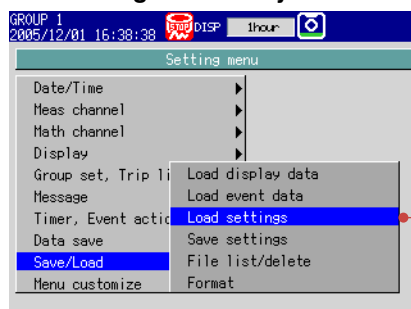 GROUP 1
2005/12/01 16:38:38 STOP DISP 1hour
Setting menu
Date/Time
Meas channel
Math channel
Display
Group set, Trip li
Message
Timer, Event actio
Data save
Save/Load
Menu customize
Load display data
Load event data
Load settings
Save settings
File list/delete
Format